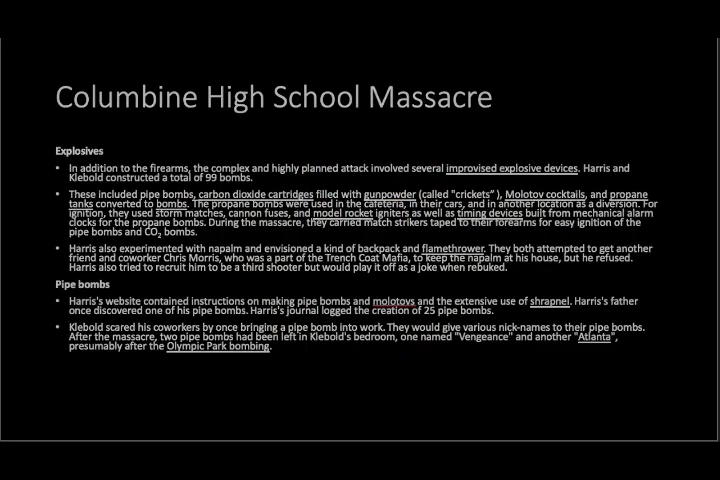 Columbine High School Massacre
Explosives
• In addition to the firearms, the complex and highly planned attack involved several improvised explosive devices. Harris and
Klebold constructed a total of 99 bombs.
• These included pipe bombs, carbon dioxide cartridges filled with gunpowder (called "crickets"), Molotov cocktails, and propane
tanks converted to bombs. The propane bombs were used in the cafeteria, in their cars, and in another location as a diversion. For
ignition, they used storm matches, cannon fuses, and model rocket igniters as well as timing devices built from mechanical alarm
clocks for the propane bombs. During the massacre, they carried match strikers taped to their forearms for easy ignition of the
pipe bombs and CO₂ bombs.
• Harris also experimented with napalm and envisioned a kind of backpack and flamethrower. They both attempted to get another
friend and coworker Chris Morris, who was a part of the Trench Coat Mafia, to keep the napalm at his house, but he refused.
Harris also tried to recruit him to be a third shooter but would play it off as a joke when rebuked.
Pipe bombs
• Harris's website contained instructions on making pipe bombs and molotovs and the extensive use of shrapnel. Harris's father
once discovered one of his pipe bombs. Harris's journal logged the creation of 25 pipe bombs.
• Klebold scared his coworkers by once bringing a pipe bomb into work. They would give various nick-names to their pipe bombs.
After the massacre, two pipe bombs had been left in Klebold's bedroom, one named "Vengeance" and another "Atlanta",
presumably after the Olympic Park bombing.